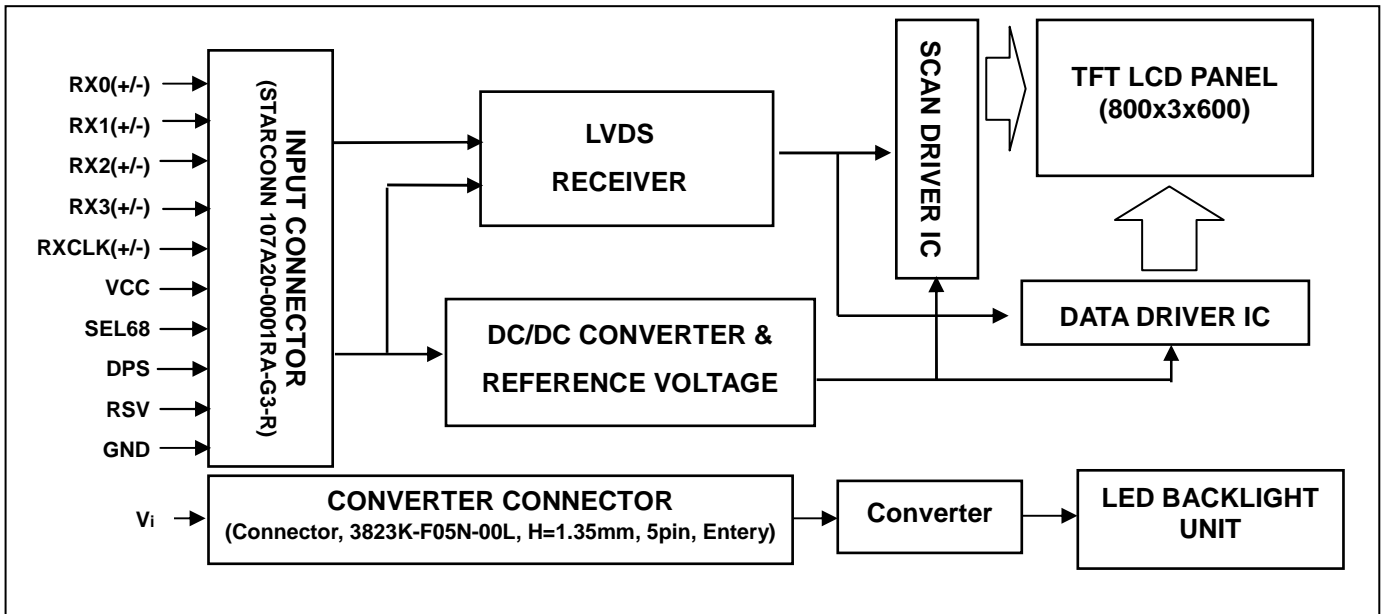 RX0(+/-)
RX1(+/-)
RX2(+/-)
RX3(+/-)
RXCLK(+/-)
VCC
SEL68
DPS
RSV
GND
INPUT CONNECTOR
(STARCONN 107A20-0001RA-G3-R)
LVDS
RECEIVER
DC/DC CONVERTER &
REFERENCE VOLTAGE
SCAN DRIVER IC
TFT LCD PANEL
(800x3x600)
DATA DRIVER IC
Vi
CONVERTER CONNECTOR
(Connector, 3823K-F05N-00L, H=1.35mm, 5pin, Entery)
Converter
LED BACKLIGHT
UNIT